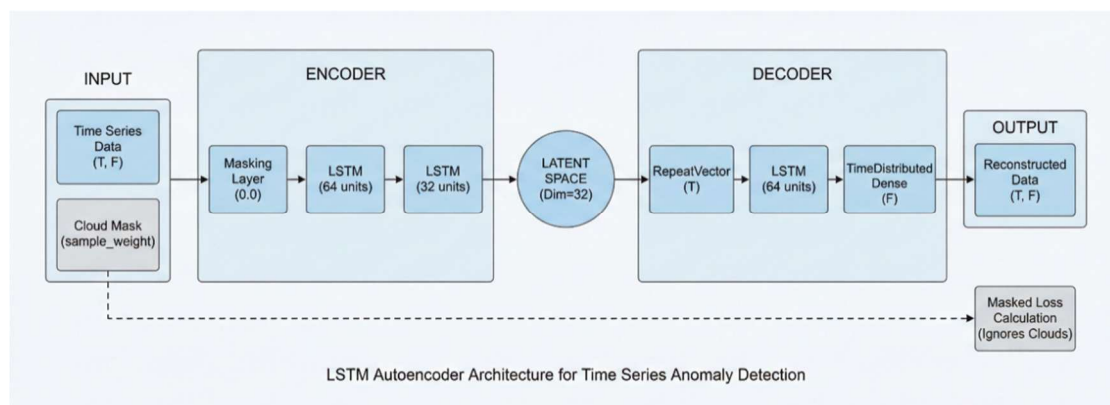 INPUT
Time Series
Data
(T, F)
Cloud Mask
(sample_weight)
ENCODER
Masking
Layer
(0.0)
LSTM
(64 units)
LSTM
(32 units)
LATENT
SPACE
(Dim=32)
DECODER
RepeatVector
(T)
LSTM
(64 units)
TimeDistributed
Dense
(F)
OUTPUT
Reconstructed
Data
(T, F)
Masked Loss
Calculation
(Ignores Clouds)
LSTM Autoencoder Architecture for Time Series Anomaly Detection